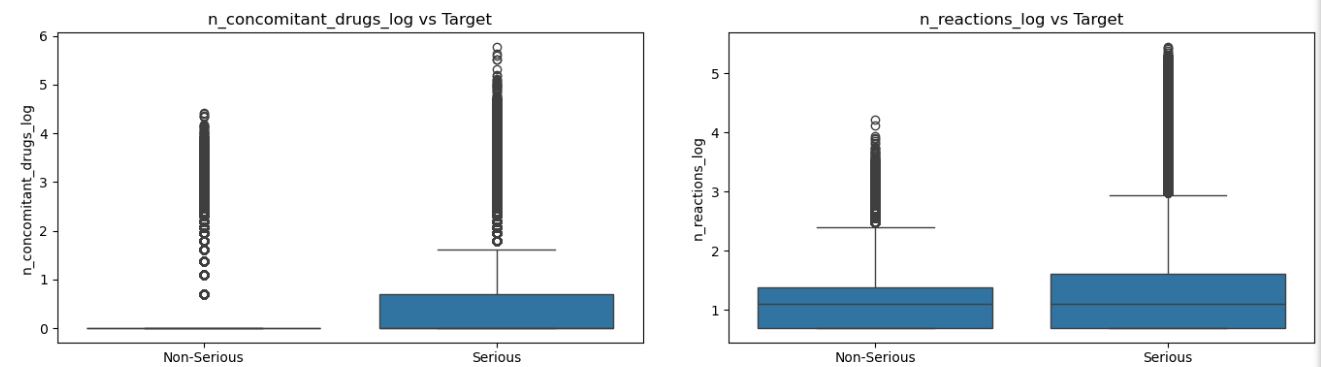 n_concomitant_drugs_log vs Target
n_concomitant_drugs_log
6
5
4
3
2
1
0
Non-Serious
Serious
n_reactions_log vs Target
n_reactions_log
5
4
3
2
1
Non-Serious
Serious